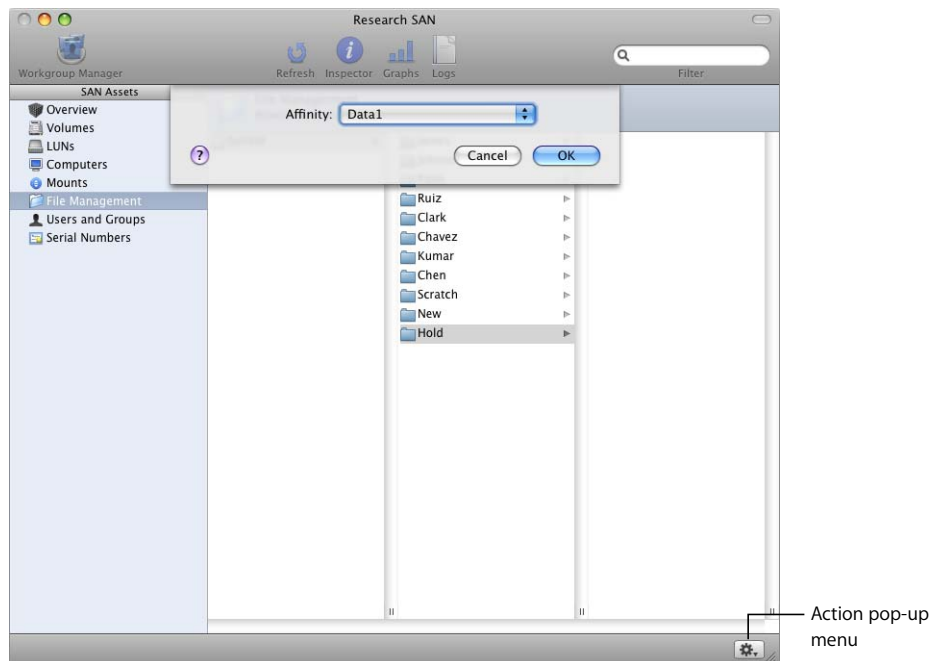 Research SAN
Workgroup Manager
Refresh Inspector Graphs Logs
Filter
SAN Assets
Overview
Volumes
LUNs
Computers
Mounts
File Management
Users and Groups
Serial Numbers
Affinity: Data1
?
Cancel OK
Ruiz
Clark
Chavez
Kumar
Chen
Scratch
New
Hold
Action pop-up
menu